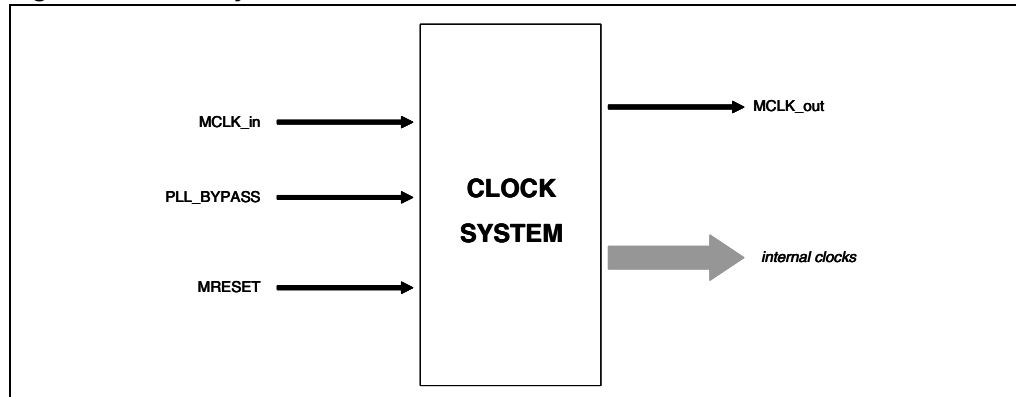 MCLK_in
PLL_BYPASS
MRESET
CLOCK
SYSTEM
MCLK_out
internal clocks